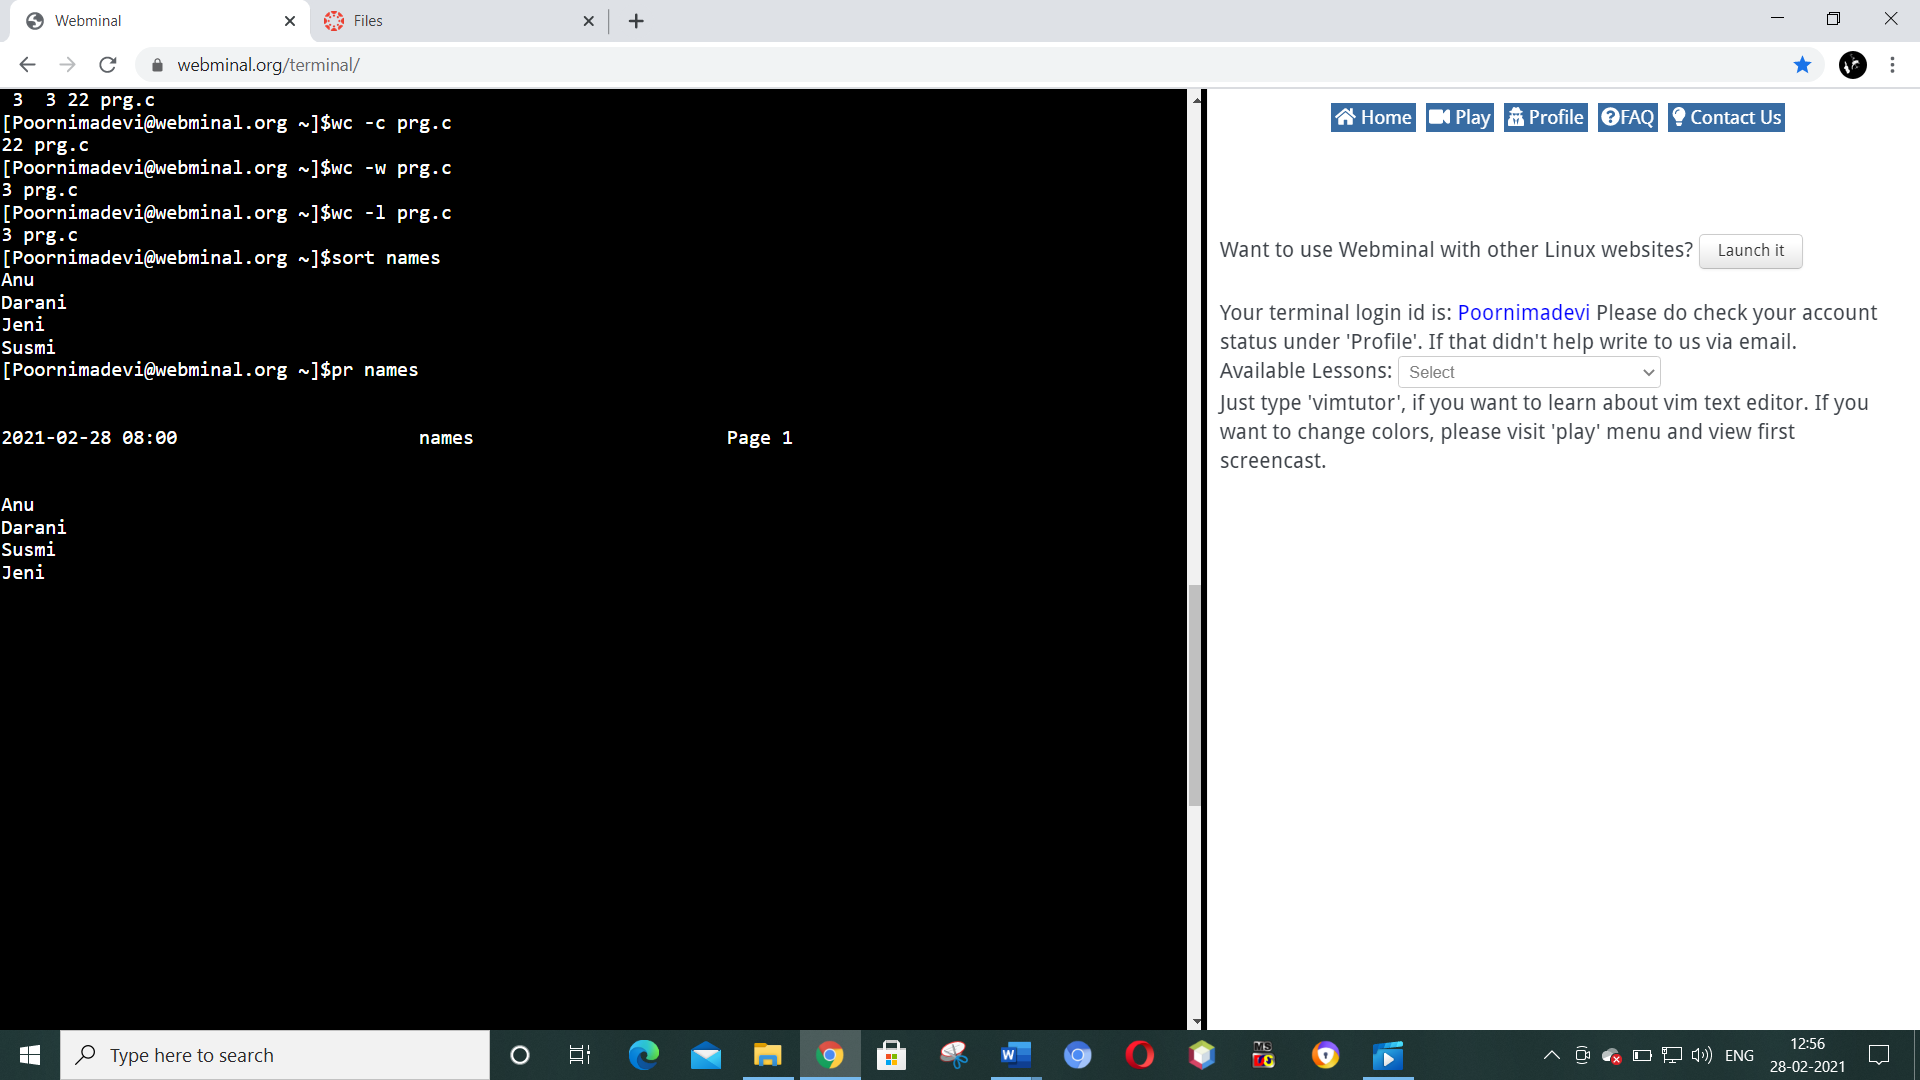 Webminal
Files
webminal.org/terminal/
 3  3 22 prg.c
[Poornimadevi@webminal.org ~]$wc -c prg.c
22 prg.c
[Poornimadevi@webminal.org ~]$wc -w prg.c
3 prg.c
[Poornimadevi@webminal.org ~]$wc -l prg.c
3 prg.c
[Poornimadevi@webminal.org ~]$sort names
Anu
Darani
Jeni
Susmi
[Poornimadevi@webminal.org ~]$pr names
2021-02-28 08:00 names Page 1
Anu
Darani
Susmi
Jeni
Home Play Profile FAQ Contact Us
Want to use Webminal with other Linux websites? Launch it
Your terminal login id is: Poornimadevi Please do check your account
status under 'Profile'. If that didn't help write to us via email.
Available Lessons: Select
Just type 'vimtutor', if you want to learn about vim text editor. If you
want to change colors, please visit 'play' menu and view first
screencast.
Type here to search
W
MS
ENG
12:56
28-02-2021